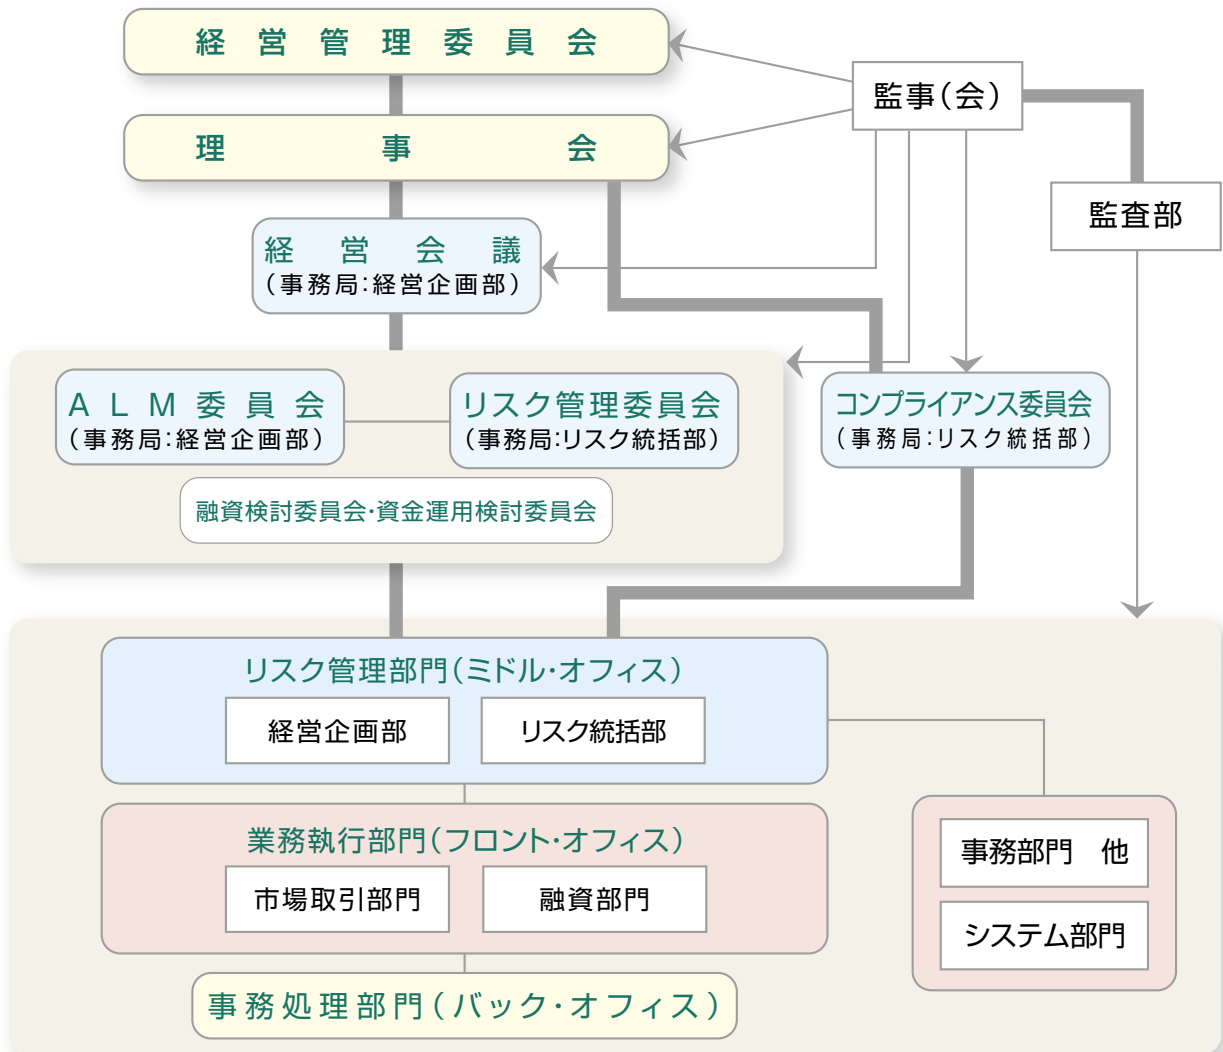 経営管理委員会
監事（会）
理事会
監査部
経営会議
（事務局：経営企画部）
ALM委員会
（事務局：経営企画部）
リスク管理委員会
（事務局：リスク統括部）
コンプライアンス委員会
（事務局：リスク統括部）
融資検討委員会・資金運用検討委員会
リスク管理部門（ミドル・オフィス）
経営企画部
リスク統括部
業務執行部門（フロント・オフィス）
市場取引部門
融資部門
事務部門　他
システム部門
事務処理部門（バック・オフィス）